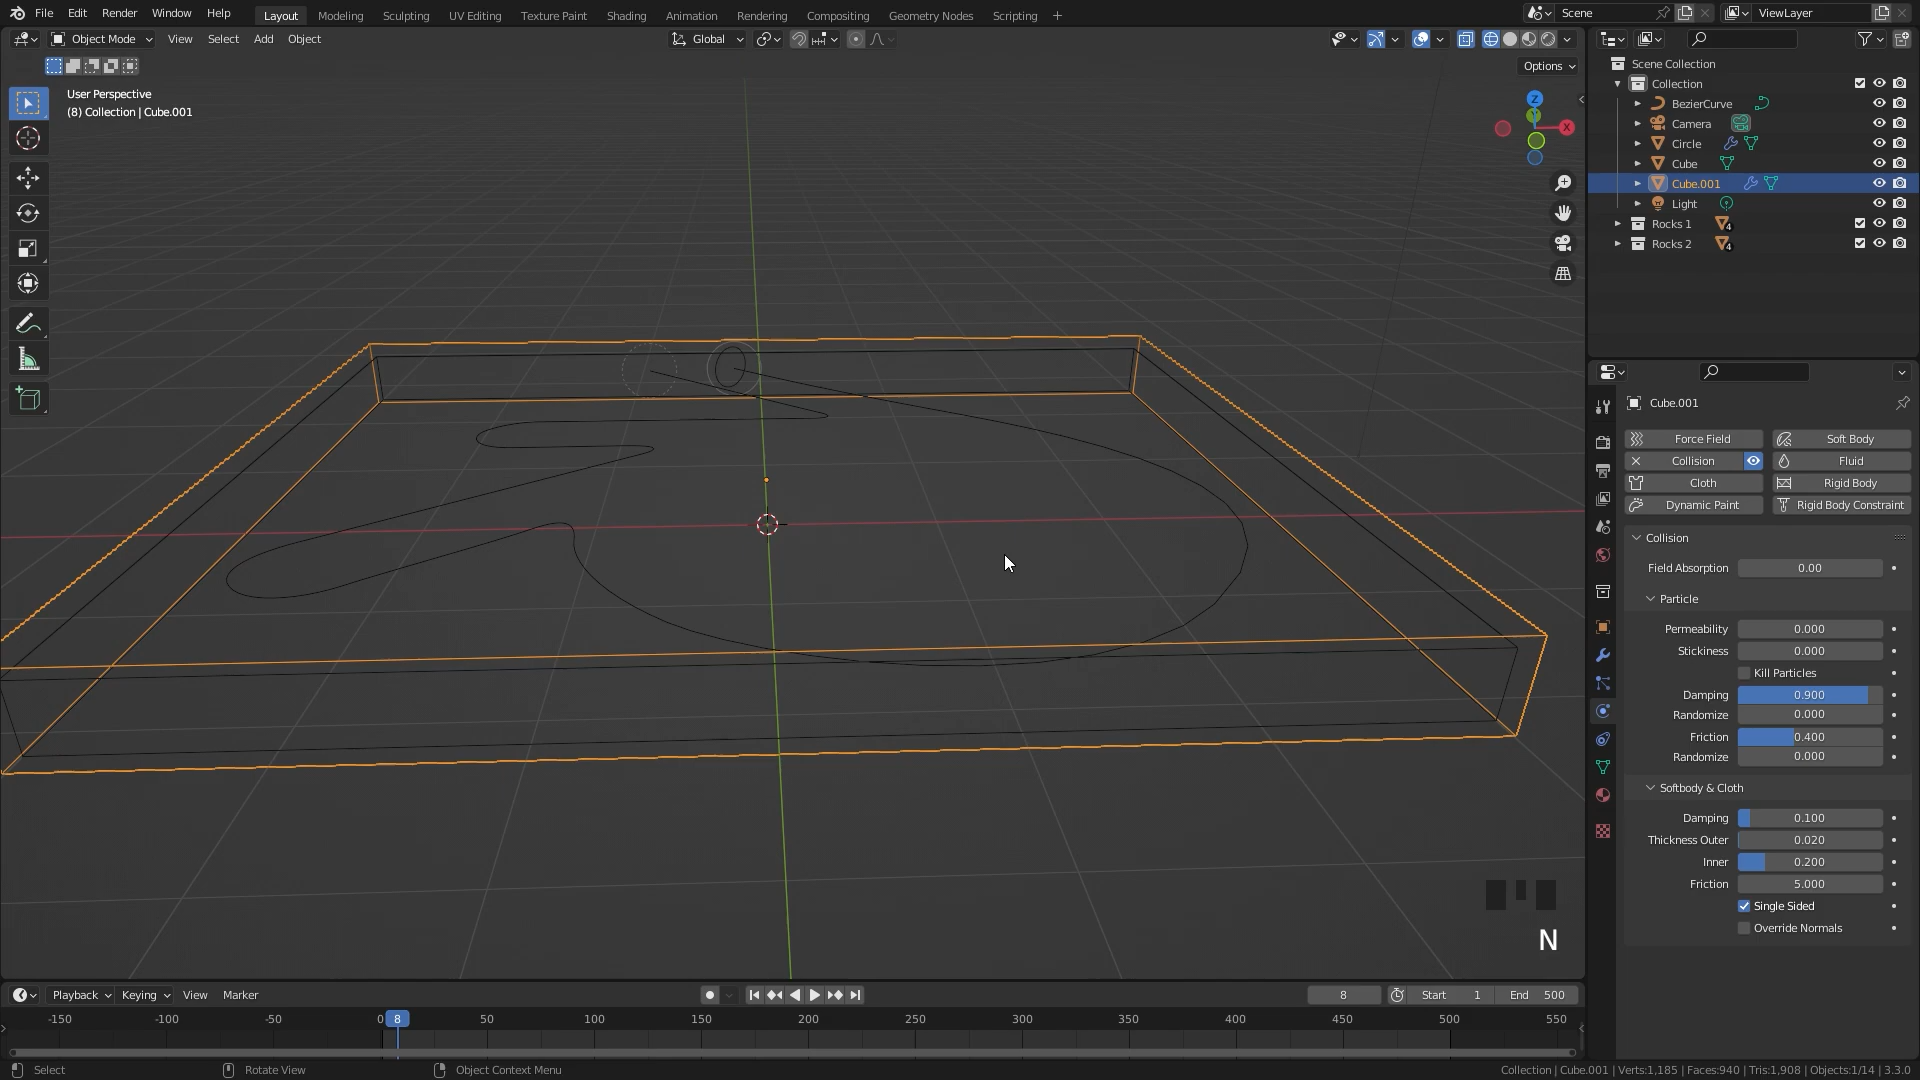 File Edit Render Window Help
Layout Modeling Sculpting UV Editing Texture Paint Shading Animation Rendering Compositing Geometry Nodes Scripting +
Scene
ViewLayer
Object Mode View Select Add Object
Global
Options
User Perspective
(8) Collection | Cube.001
Z
X
Scene Collection
Collection
BezierCurve
Camera
Circle
Cube
Cube.001
Light
Rocks 1 4
Rocks 2 4
Cube.001
Force Field Soft Body
Collision Fluid
Cloth Rigid Body
Dynamic Paint Rigid Body Constraint
Collision
Field Absorption 0.00
Particle
Permeability 0.000
Stickiness 0.000
Kill Particles
Damping 0.900
Randomize 0.000
Friction 0.400
Randomize 0.000
Softbody & Cloth
Damping 0.100
Thickness Outer 0.020
Inner 0.200
Friction 5.000
Single Sided
Override Normals
N
Playback Keying View Marker
8 Start 1 End 500
-150 -100 -50 0 8 50 100 150 200 250 300 350 400 450 500 550
Select Rotate View Object Context Menu
Collection | Cube.001 | Verts:1,185 | Faces:940 | Tris:1,908 | Objects:1/14 | 3.3.0